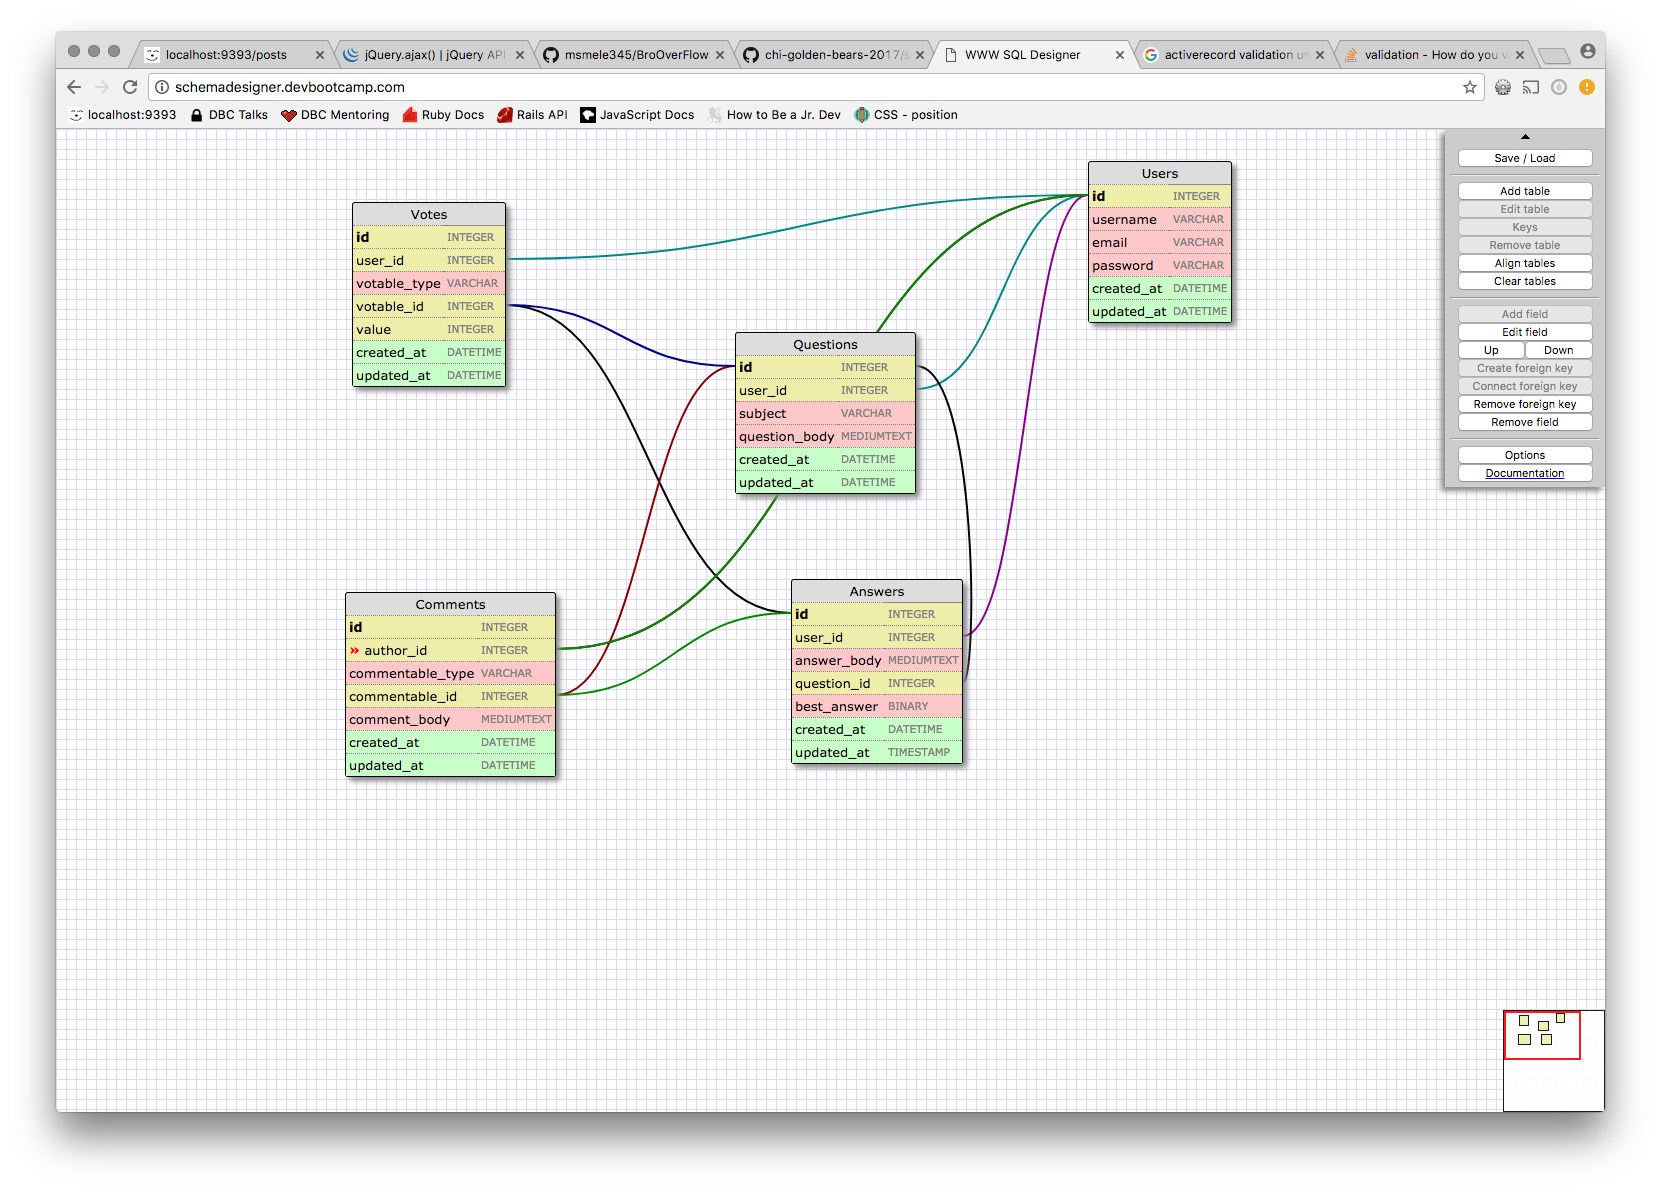 localhost:9393/posts
jQuery.ajax() | jQuery API
msmele345/BroOverFlow
chi-golden-bears-2017/
WWW SQL Designer
activerecord validation
validation - How do you
schemadesigner.devbootcamp.com
localhost:9393
DBC Talks
DBC Mentoring
Ruby Docs
Rails API
JavaScript Docs
How to Be a Jr. Dev
CSS - position
Votes
id INTEGER
user_id INTEGER
votable_type VARCHAR
votable_id INTEGER
value INTEGER
created_at DATETIME
updated_at DATETIME
Users
id INTEGER
username VARCHAR
email VARCHAR
password VARCHAR
created_at DATETIME
updated_at DATETIME
Questions
id INTEGER
user_id INTEGER
subject VARCHAR
question_body MEDIUMTEXT
created_at DATETIME
updated_at DATETIME
Comments
id INTEGER
» author_id INTEGER
commentable_type VARCHAR
commentable_id INTEGER
comment_body MEDIUMTEXT
created_at DATETIME
updated_at DATETIME
Answers
id INTEGER
user_id INTEGER
answer_body MEDIUMTEXT
question_id INTEGER
best_answer BINARY
created_at DATETIME
updated_at TIMESTAMP
Save / Load
Add table
Edit table
Keys
Remove table
Align tables
Clear tables
Add field
Edit field
Up Down
Create foreign key
Connect foreign key
Remove foreign key
Remove field
Options
Documentation